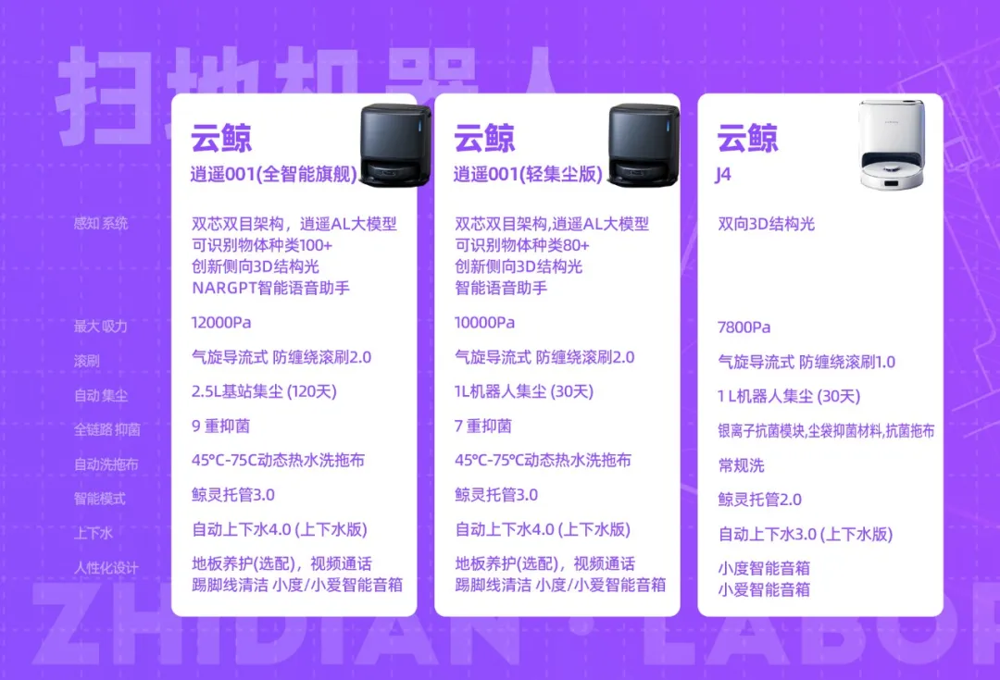 扫地机器人
云鲸
逍遥001(全智能旗舰)
云鲸
逍遥001(轻集尘版)
云鲸
J4
感知 系统
双芯双目架构，逍遥AL大模型
可识别物体种类100+
创新侧向3D结构光
NARGPT智能语音助手
双芯双目架构,逍遥AL大模型
可识别物体种类80+
创新侧向3D结构光
智能语音助手
双向3D结构光
最大 吸力
12000Pa
10000Pa
7800Pa
滚刷
气旋导流式 防缠绕滚刷2.0
气旋导流式 防缠绕滚刷2.0
气旋导流式 防缠绕滚刷1.0
自动 集尘
2.5L基站集尘 (120天)
1L机器人集尘 (30天)
1 L机器人集尘 (30天)
全链路 抑菌
9 重抑菌
7 重抑菌
银离子抗菌模块,尘袋抑菌材料,抗菌拖布
自动洗拖布
45℃-75C动态热水洗拖布
45℃-75℃动态热水洗拖布
常规洗
智能模式
鲸灵托管3.0
鲸灵托管3.0
鲸灵托管2.0
上下水
自动上下水4.0 (上下水版)
自动上下水4.0 (上下水版)
自动上下水3.0 (上下水版)
人性化设计
地板养护(选配)，视频通话
踢脚线清洁 小度/小爱智能音箱
地板养护(选配)，视频通话
踢脚线清洁 小度/小爱智能音箱
小度智能音箱
小爱智能音箱
ZHIDIAN · LABOR